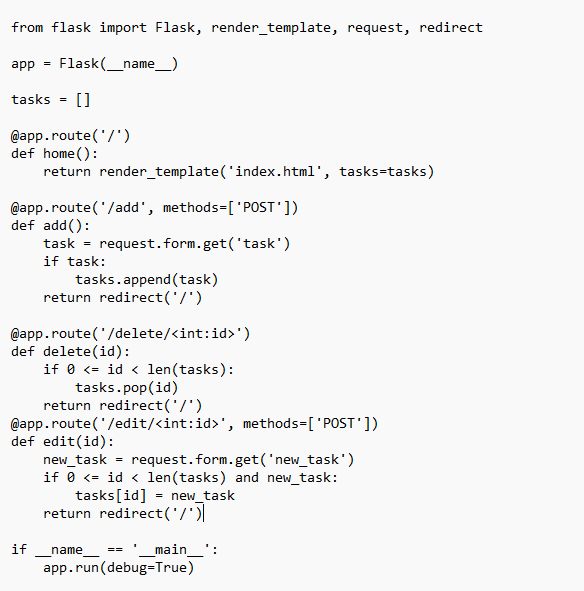 from flask import Flask, render_template, request, redirect

app = Flask(__name__)

tasks = []

@app.route('/')
def home():
    return render_template('index.html', tasks=tasks)

@app.route('/add', methods=['POST'])
def add():
    task = request.form.get('task')
    if task:
        tasks.append(task)
    return redirect('/')

@app.route('/delete/<int:id>')
def delete(id):
    if 0 <= id < len(tasks):
        tasks.pop(id)
    return redirect('/')
@app.route('/edit/<int:id>', methods=['POST'])
def edit(id):
    new_task = request.form.get('new_task')
    if 0 <= id < len(tasks) and new_task:
        tasks[id] = new_task
    return redirect('/')

if __name__ == '__main__':
    app.run(debug=True)